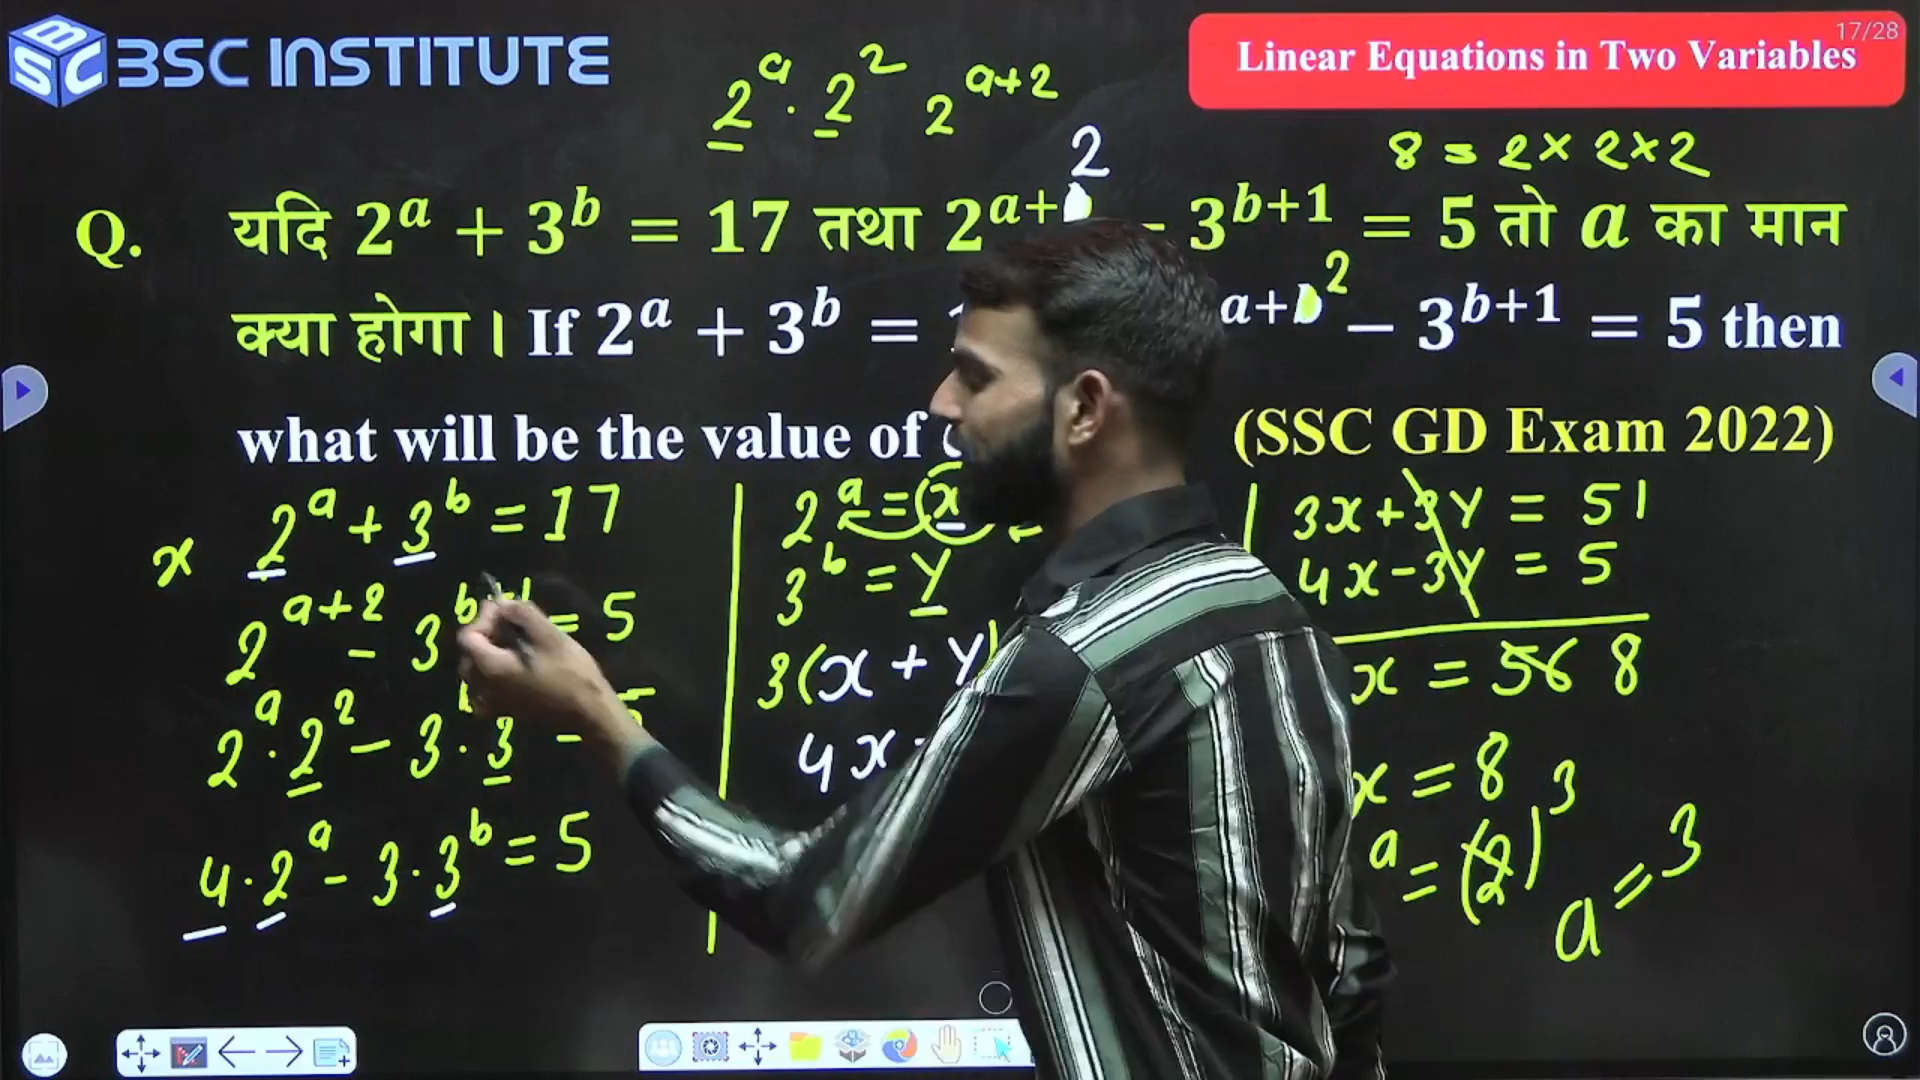 BSC INSTITUTE
17/28
Linear Equations in Two Variables
2^a · 2^2 2^{a+2}
8 = 2 × 2 × 2
2
Q. यदि 2^a + 3^b = 17 तथा 2^{a+ - 3^{b+1} = 5 तो a का मान
2
क्या होगा । If 2^a + 3^b = a+b - 3^{b+1} = 5 then
what will be the value of (SSC GD Exam 2022)
x 2^a + 3^b = 17
2^{a+2} - 3^b = 5
2^a · 2^2 - 3 · 3
4 · 2^a - 3 · 3^b = 5
2^a = x
3^b = y
3(x + y)
4x
3x + 3y = 51
4x - 3y = 5
x = 56 8
x = 8
a = (2)^3
a = 3